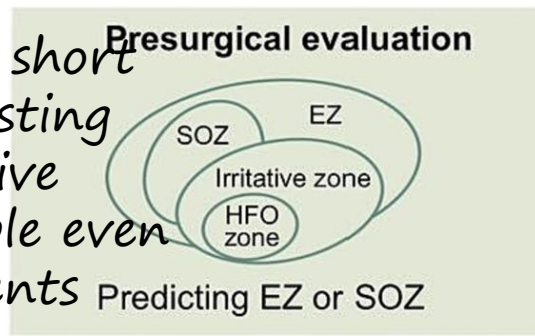 short
Presurgical evaluation
sting
SOZ
EZ
ive
Irritative zone
HFO
zone
le even
nts
Predicting EZ or SOZ